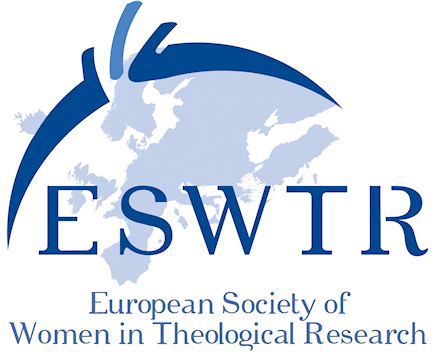 ESWTR
European Society of
Women in Theological Research